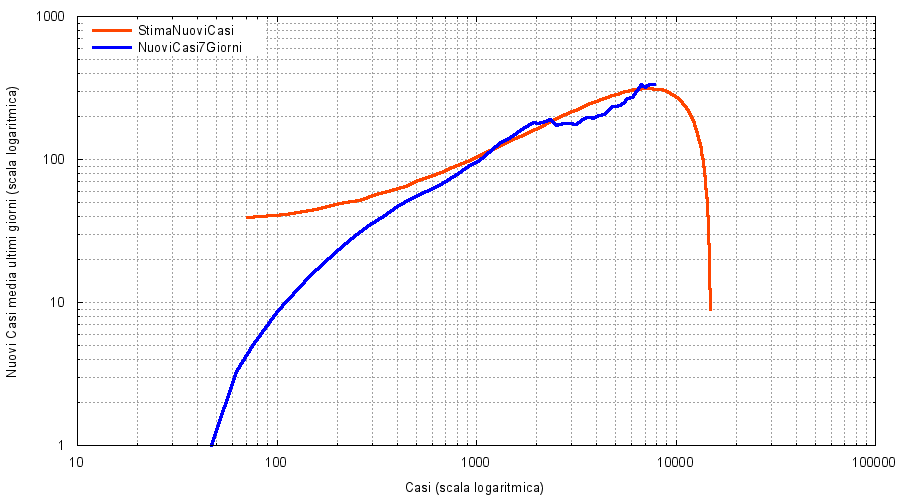 1000
StimaNuoviCasi
NuoviCasi7Giorni
100
10
1
Nuovi Casi media ultimi giorni (scala logaritmica)
10
100
1000
10000
100000
Casi (scala logaritmica)